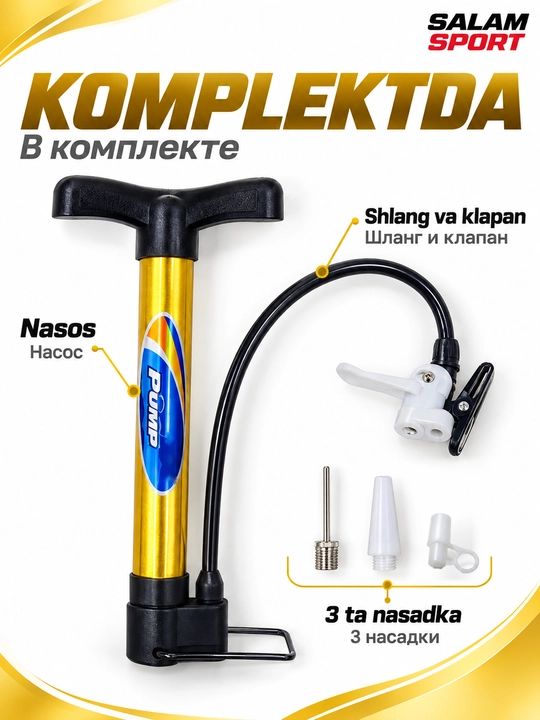 SALAM
SPORT
KOMPLEKTDA
В комплекте
Shlang va klapan
Шланг и клапан
Nasos
Насос
PUMP
3 ta nasadka
3 насадки